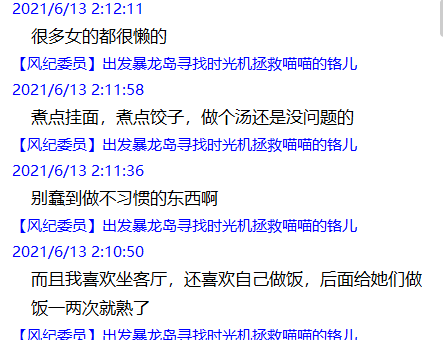 2021/6/13 2:12:11
很多女的都很懒的
【风纪委员】出发暴龙岛寻找时光机拯救喵喵的铬儿
2021/6/13 2:11:58
煮点挂面，煮点饺子，做个汤还是没问题的
【风纪委员】出发暴龙岛寻找时光机拯救喵喵的铬儿
2021/6/13 2:11:36
别蠢到做不习惯的东西啊
【风纪委员】出发暴龙岛寻找时光机拯救喵喵的铬儿
2021/6/13 2:10:50
而且我喜欢坐客厅，还喜欢自己做饭，后面给她们做
饭一两次就熟了
【风纪委员】出发暴龙岛寻找时光机拯救喵喵的铬儿